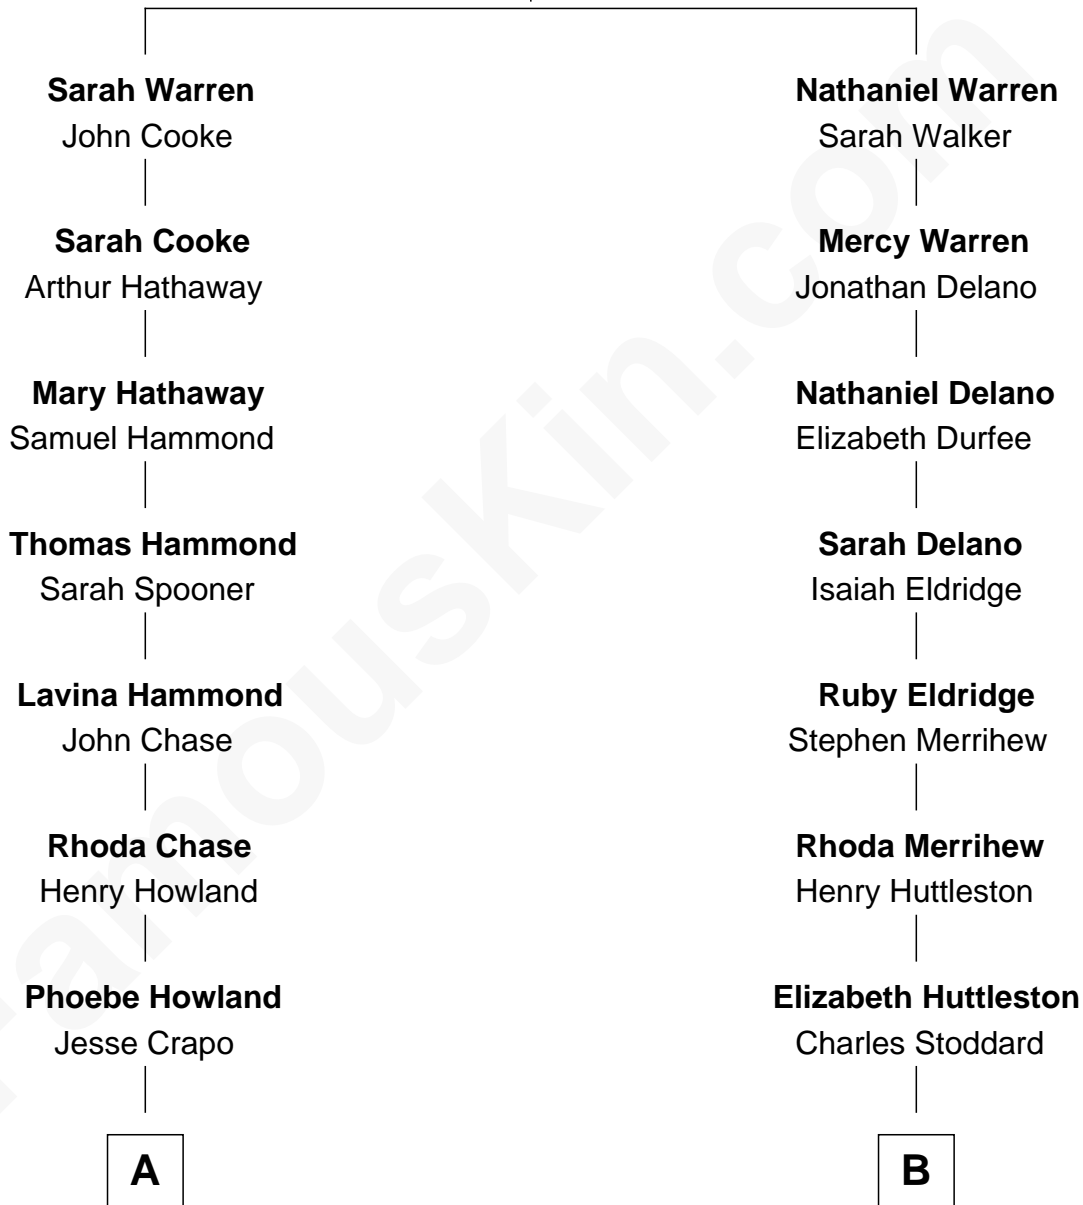 Sarah Warren
John Cooke
Sarah Cooke
Arthur Hathaway
Mary Hathaway
Samuel Hammond
Thomas Hammond
Sarah Spooner
Lavina Hammond
John Chase
Rhoda Chase
Henry Howland
Phoebe Howland
Jesse Crapo
A
Nathaniel Warren
Sarah Walker
Mercy Warren
Jonathan Delano
Nathaniel Delano
Elizabeth Durfee
Sarah Delano
Isaiah Eldridge
Ruby Eldridge
Stephen Merrihew
Rhoda Merrihew
Henry Huttleston
Elizabeth Huttleston
Charles Stoddard
B
FamousKin.com